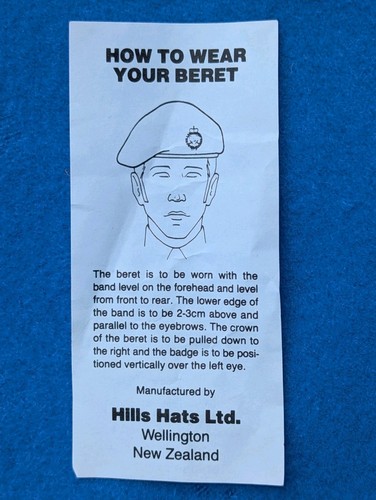 HOW TO WEAR
YOUR BERET
The beret is to be worn with the
band level on the forehead and level
from front to rear. The lower edge of
the band is to be 2-3cm above and
parallel to the eyebrows. The crown
of the beret is to be pulled down to
the right and the badge is to be posi-
tioned vertically over the left eye.
Manufactured by
Hills Hats Ltd.
Wellington
New Zealand